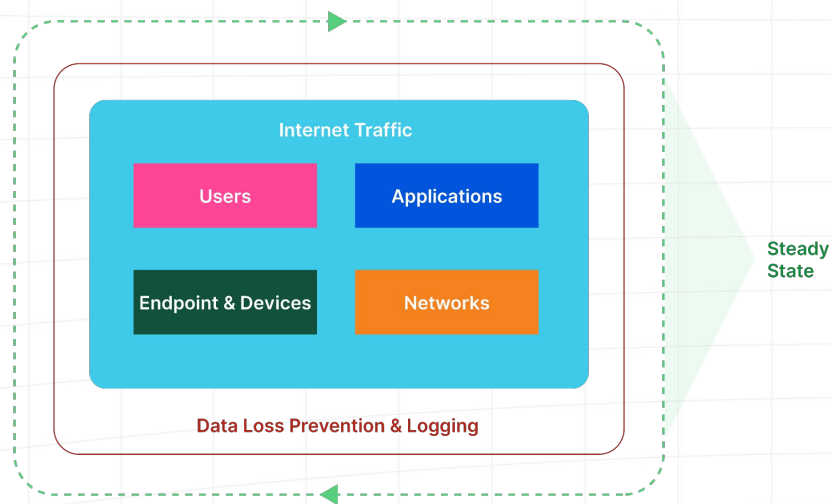 Internet Traffic
Users
Applications
Endpoint & Devices
Networks
Data Loss Prevention & Logging
Steady
State